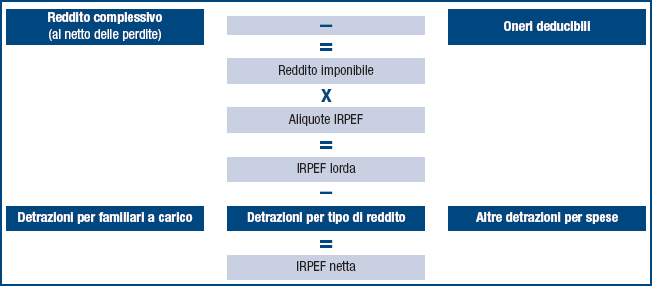 Reddito complessivo
(al netto delle perdite)
–
Oneri deducibili
=
Reddito imponibile
X
Aliquote IRPEF
=
IRPEF lorda
–
Detrazioni per familiari a carico
Detrazioni per tipo di reddito
Altre detrazioni per spese
=
IRPEF netta